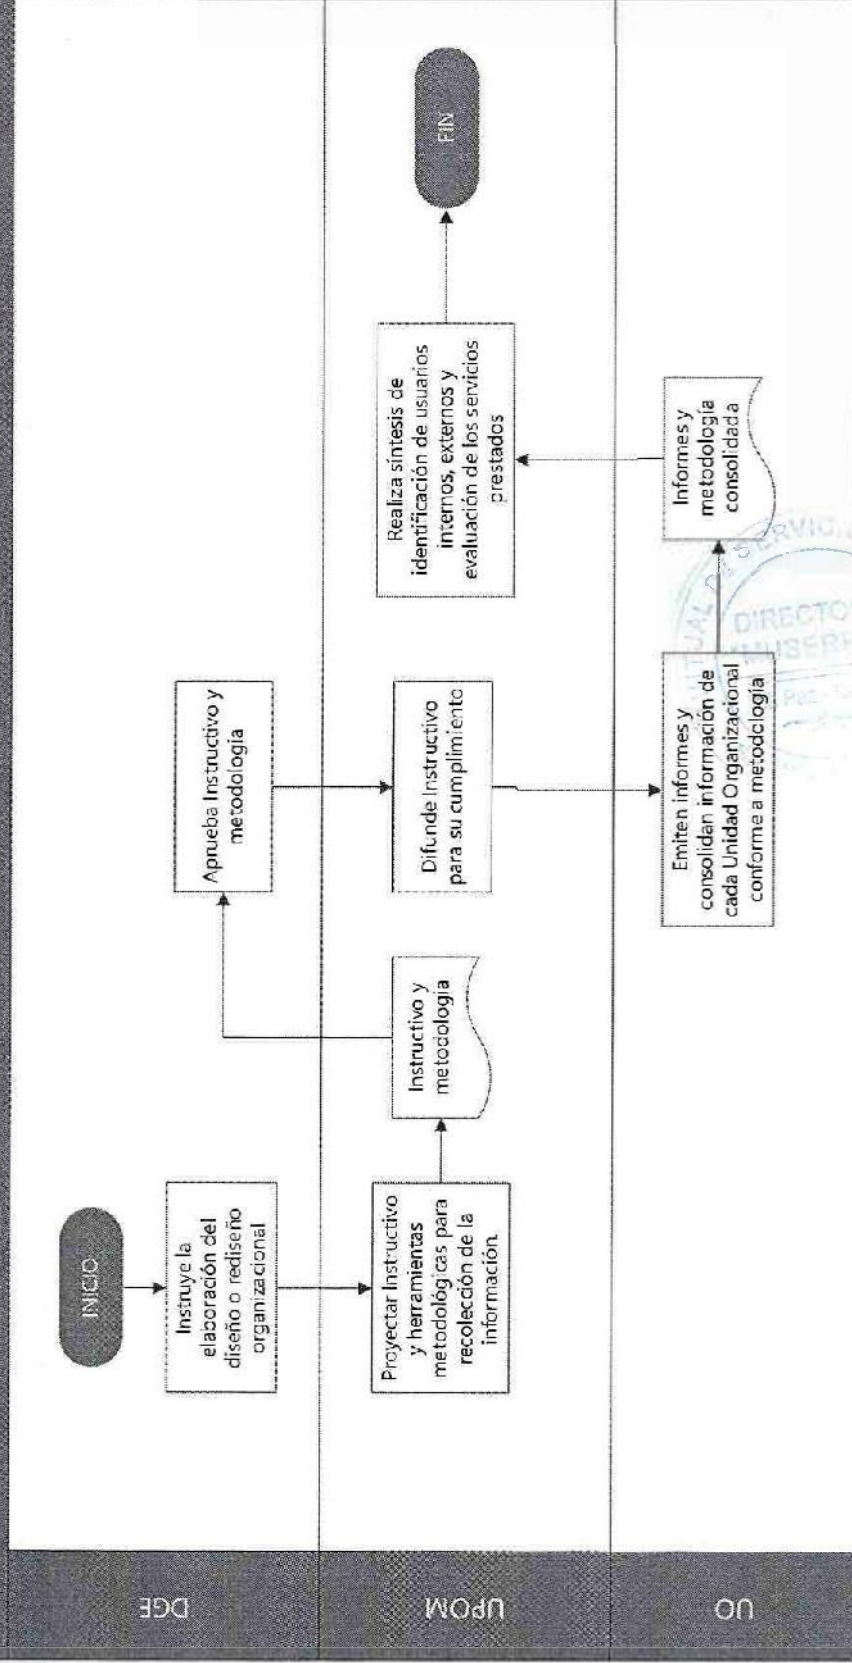 DGE
INICIO
Instruye la
elaboración del
diseño o rediseño
organizacional
Aprueba Instructivo y
metodología
UPOM
Proyectar Instructivo
y herramientas
metodológicas para
recolección de la
información.
Instructivo y
metodología
Difunde Instructivo
para su cumplimiento
Realiza síntesis de
identificación de usuarios
internos, externos y
evaluación de los servicios
prestados
FIN
UO
Emiten informes y
consolidan información de
cada Unidad Organizacional
conforme a metodología
Informes y
metodología
consolidada